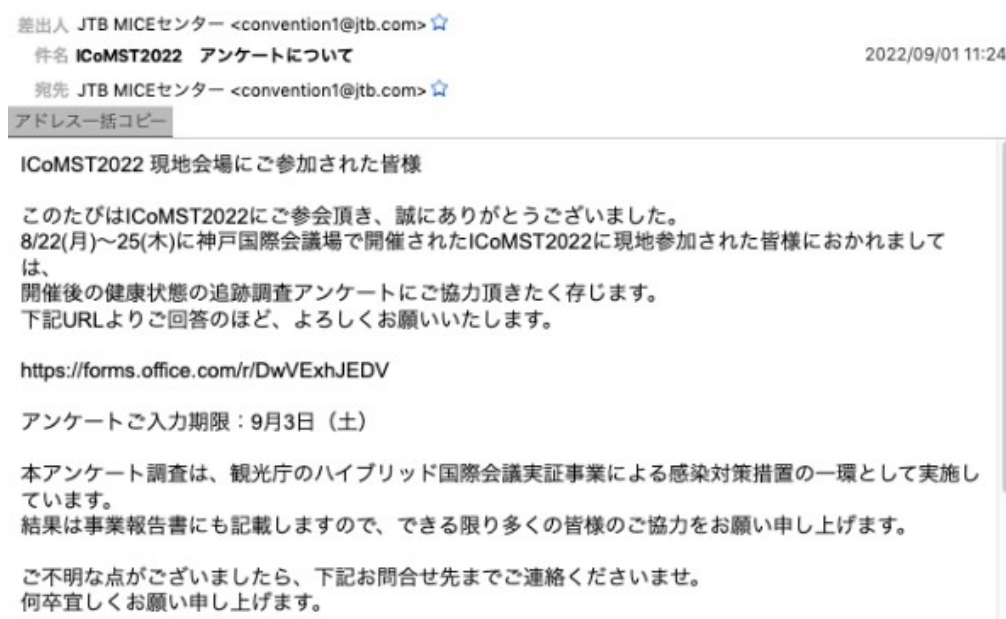 差出人 JTB MICEセンター <convention1@jtb.com>☆
件名 ICoMST2022 アンケートについて 2022/09/01 11:24
宛先 JTB MICEセンター <convention1@jtb.com>☆
アドレス一括コピー
ICoMST2022 現地会場にご参加された皆様
このたびはICoMST2022にご参会頂き、誠にありがとうございました。
8/22(月)〜25(木)に神戸国際会議場で開催されたICoMST2022に現地参加された皆様におかれまして
は、
開催後の健康状態の追跡調査アンケートにご協力頂きたく存じます。
下記URLよりご回答のほど、よろしくお願いいたします。
https://forms.office.com/r/DwVExhJEDV
アンケートご入力期限：9月3日（土）
本アンケート調査は、観光庁のハイブリッド国際会議実証事業による感染対策措置の一環として実施し
ています。
結果は事業報告書にも記載しますので、できる限り多くの皆様のご協力をお願い申し上げます。
ご不明な点がございましたら、下記お問合せ先までご連絡くださいませ。
何卒宜しくお願い申し上げます。